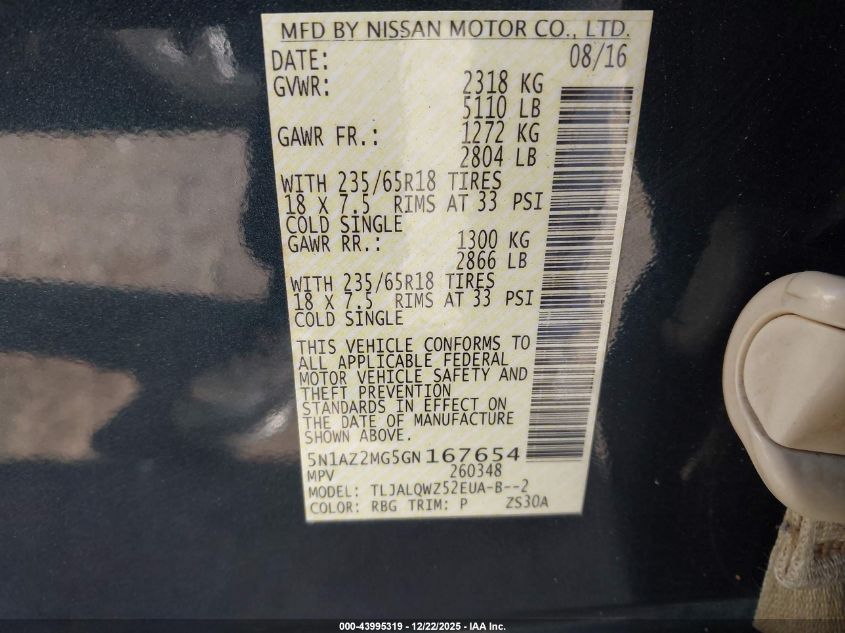 MFD BY NISSAN MOTOR CO., LTD.
DATE: 08/16
GVWR: 2318 KG
5110 LB
GAWR FR.: 1272 KG
2804 LB
WITH 235/65R18 TIRES
18 X 7.5 RIMS AT 33 PSI
COLD SINGLE
GAWR RR.: 1300 KG
2866 LB
WITH 235/65R18 TIRES
18 X 7.5 RIMS AT 33 PSI
COLD SINGLE
THIS VEHICLE CONFORMS TO
ALL APPLICABLE FEDERAL
MOTOR VEHICLE SAFETY AND
THEFT PREVENTION
STANDARDS IN EFFECT ON
THE DATE OF MANUFACTURE
SHOWN ABOVE.
5N1AZ2MG5GN167654
MPV 260348
MODEL: TLJALQWZ52EUA-B--2
COLOR: RBG TRIM: P ZS30A
000-43995319 - 12/22/2025 - IAA Inc.